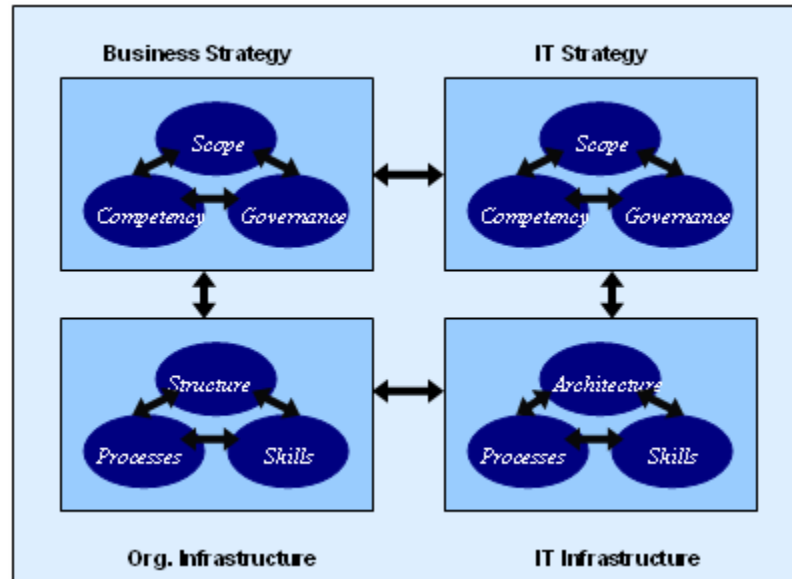 Business Strategy
IT Strategy
Scope
Competency
Governance
Scope
Competency
Governance
Structure
Processes
Skills
Architecture
Processes
Skills
Org. Infrastructure
IT Infrastructure